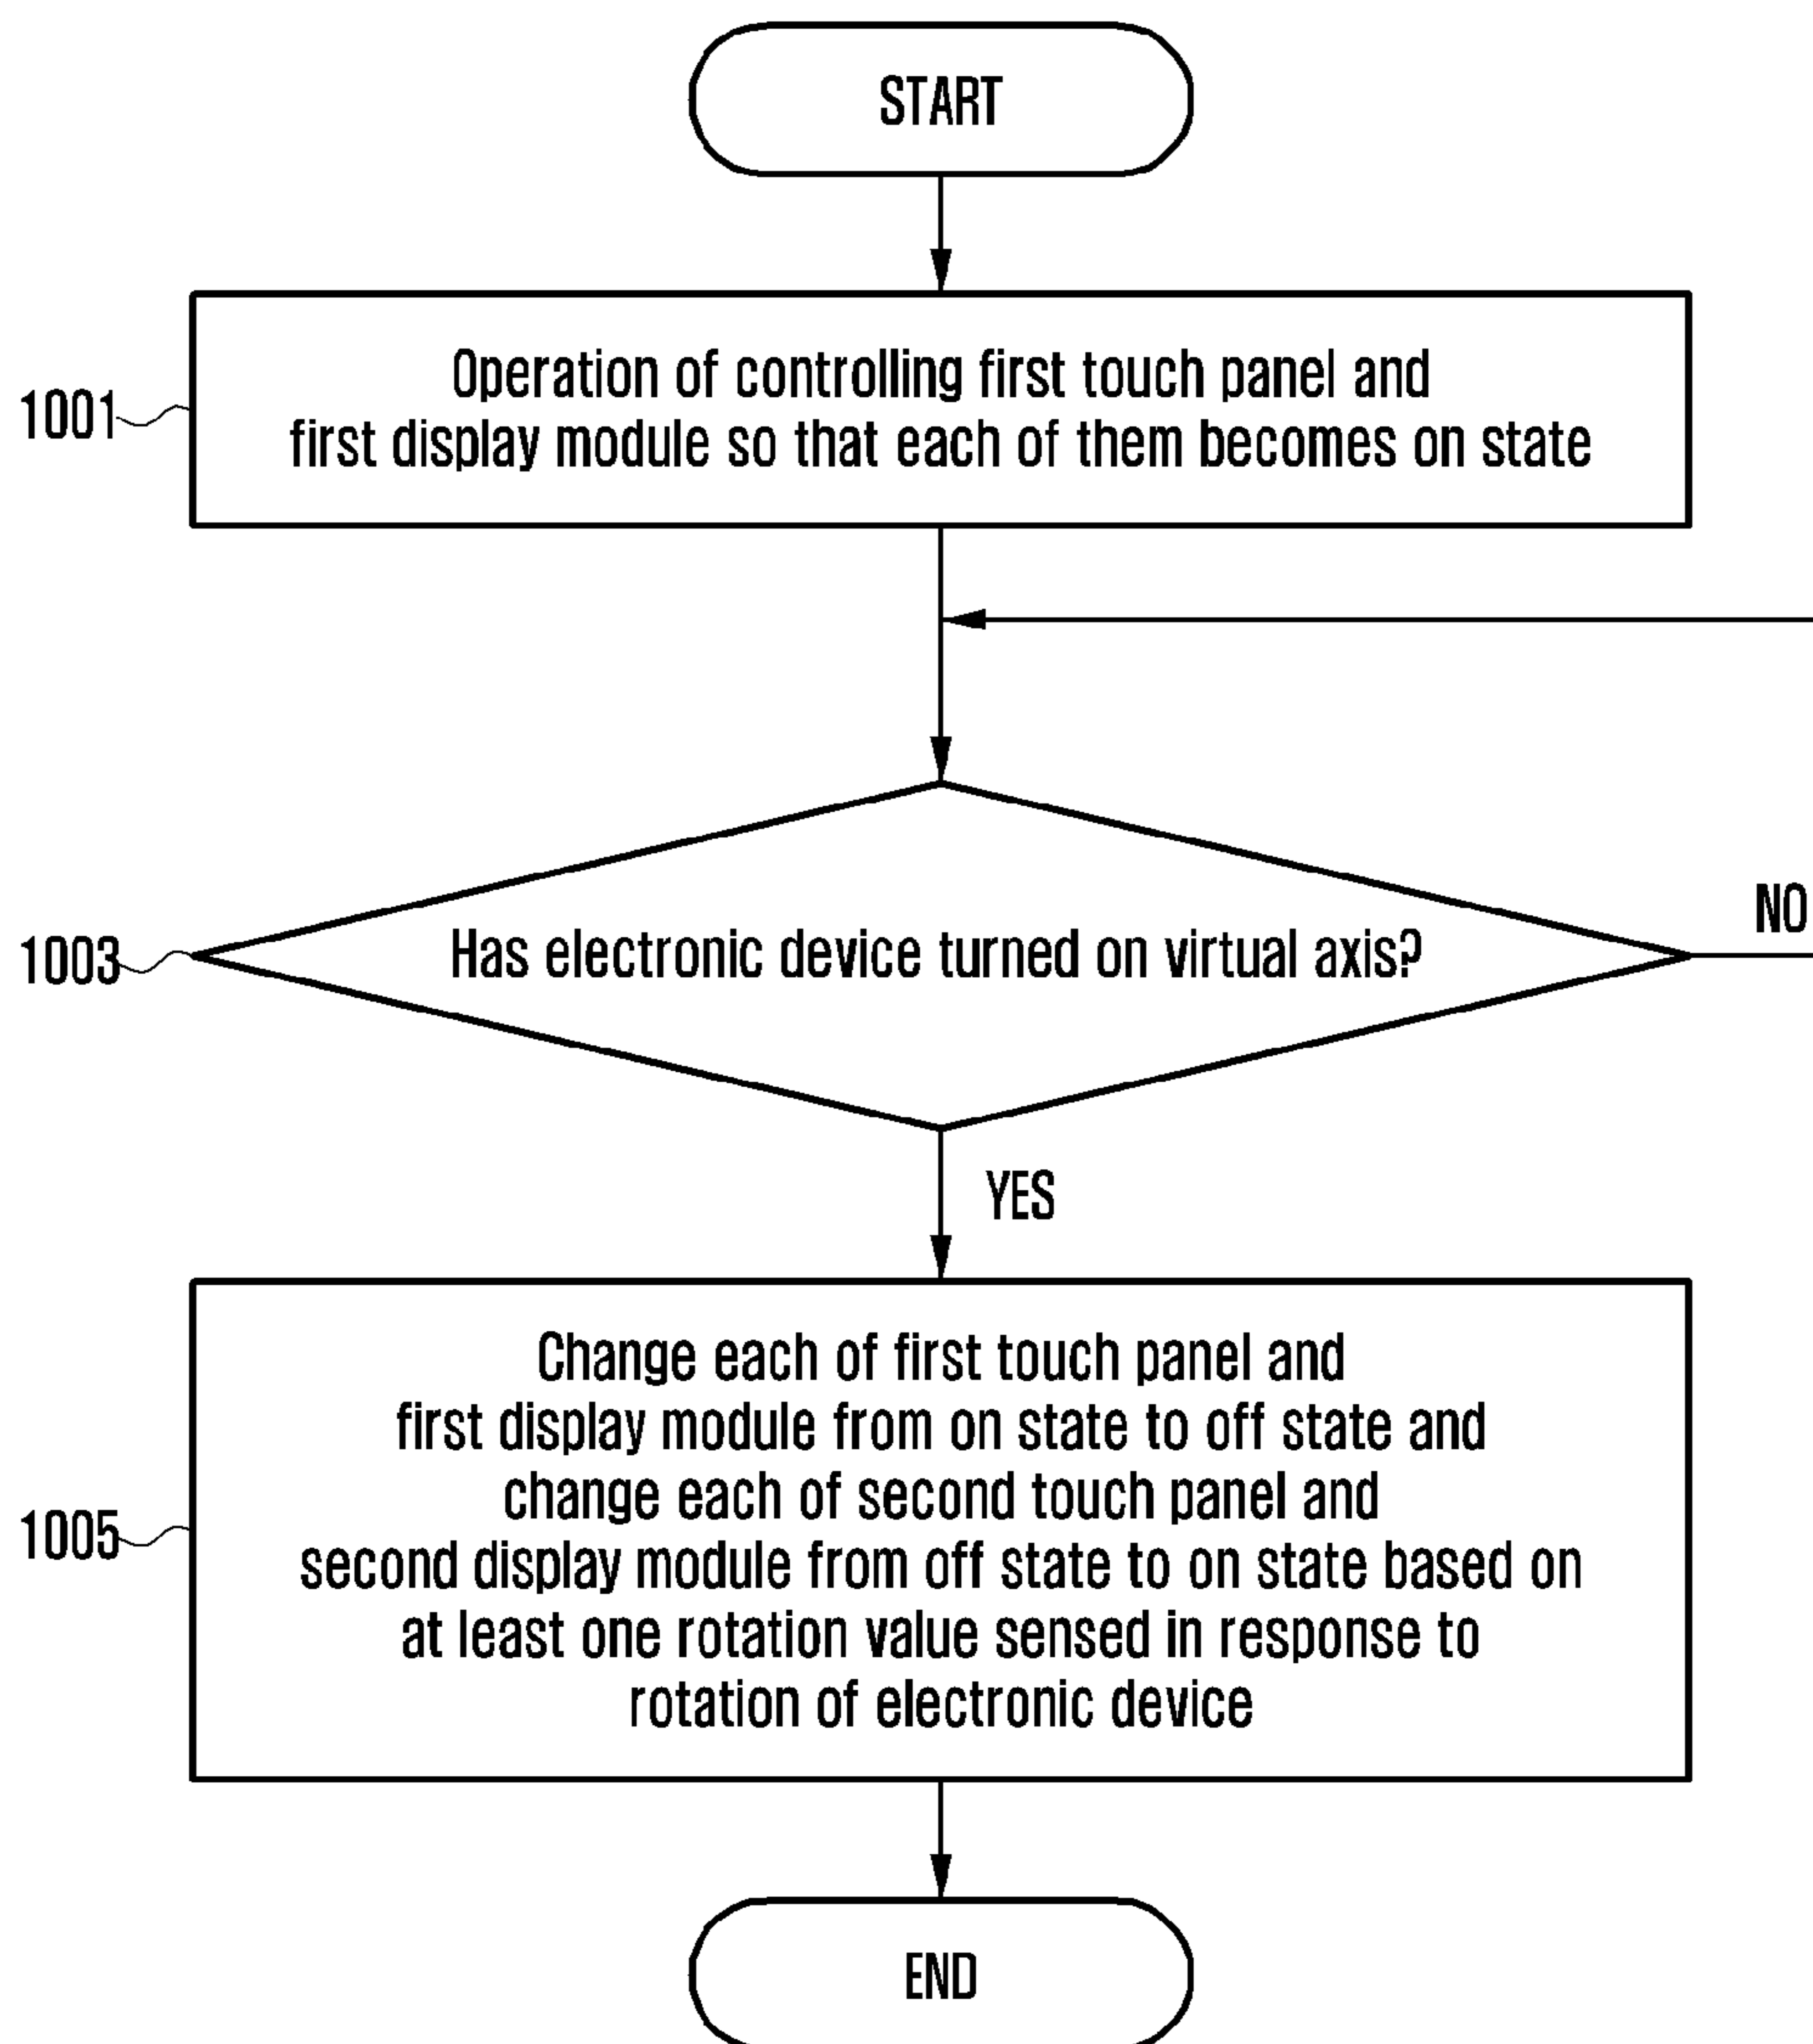 START
1001
Operation of controlling first touch panel and
first display module so that each of them becomes on state
1003
Has electronic device turned on virtual axis?
NO
YES
1005
Change each of first touch panel and
first display module from on state to off state and
change each of second touch panel and
second display module from off state to on state based on
at least one rotation value sensed in response to
rotation of electronic device
END